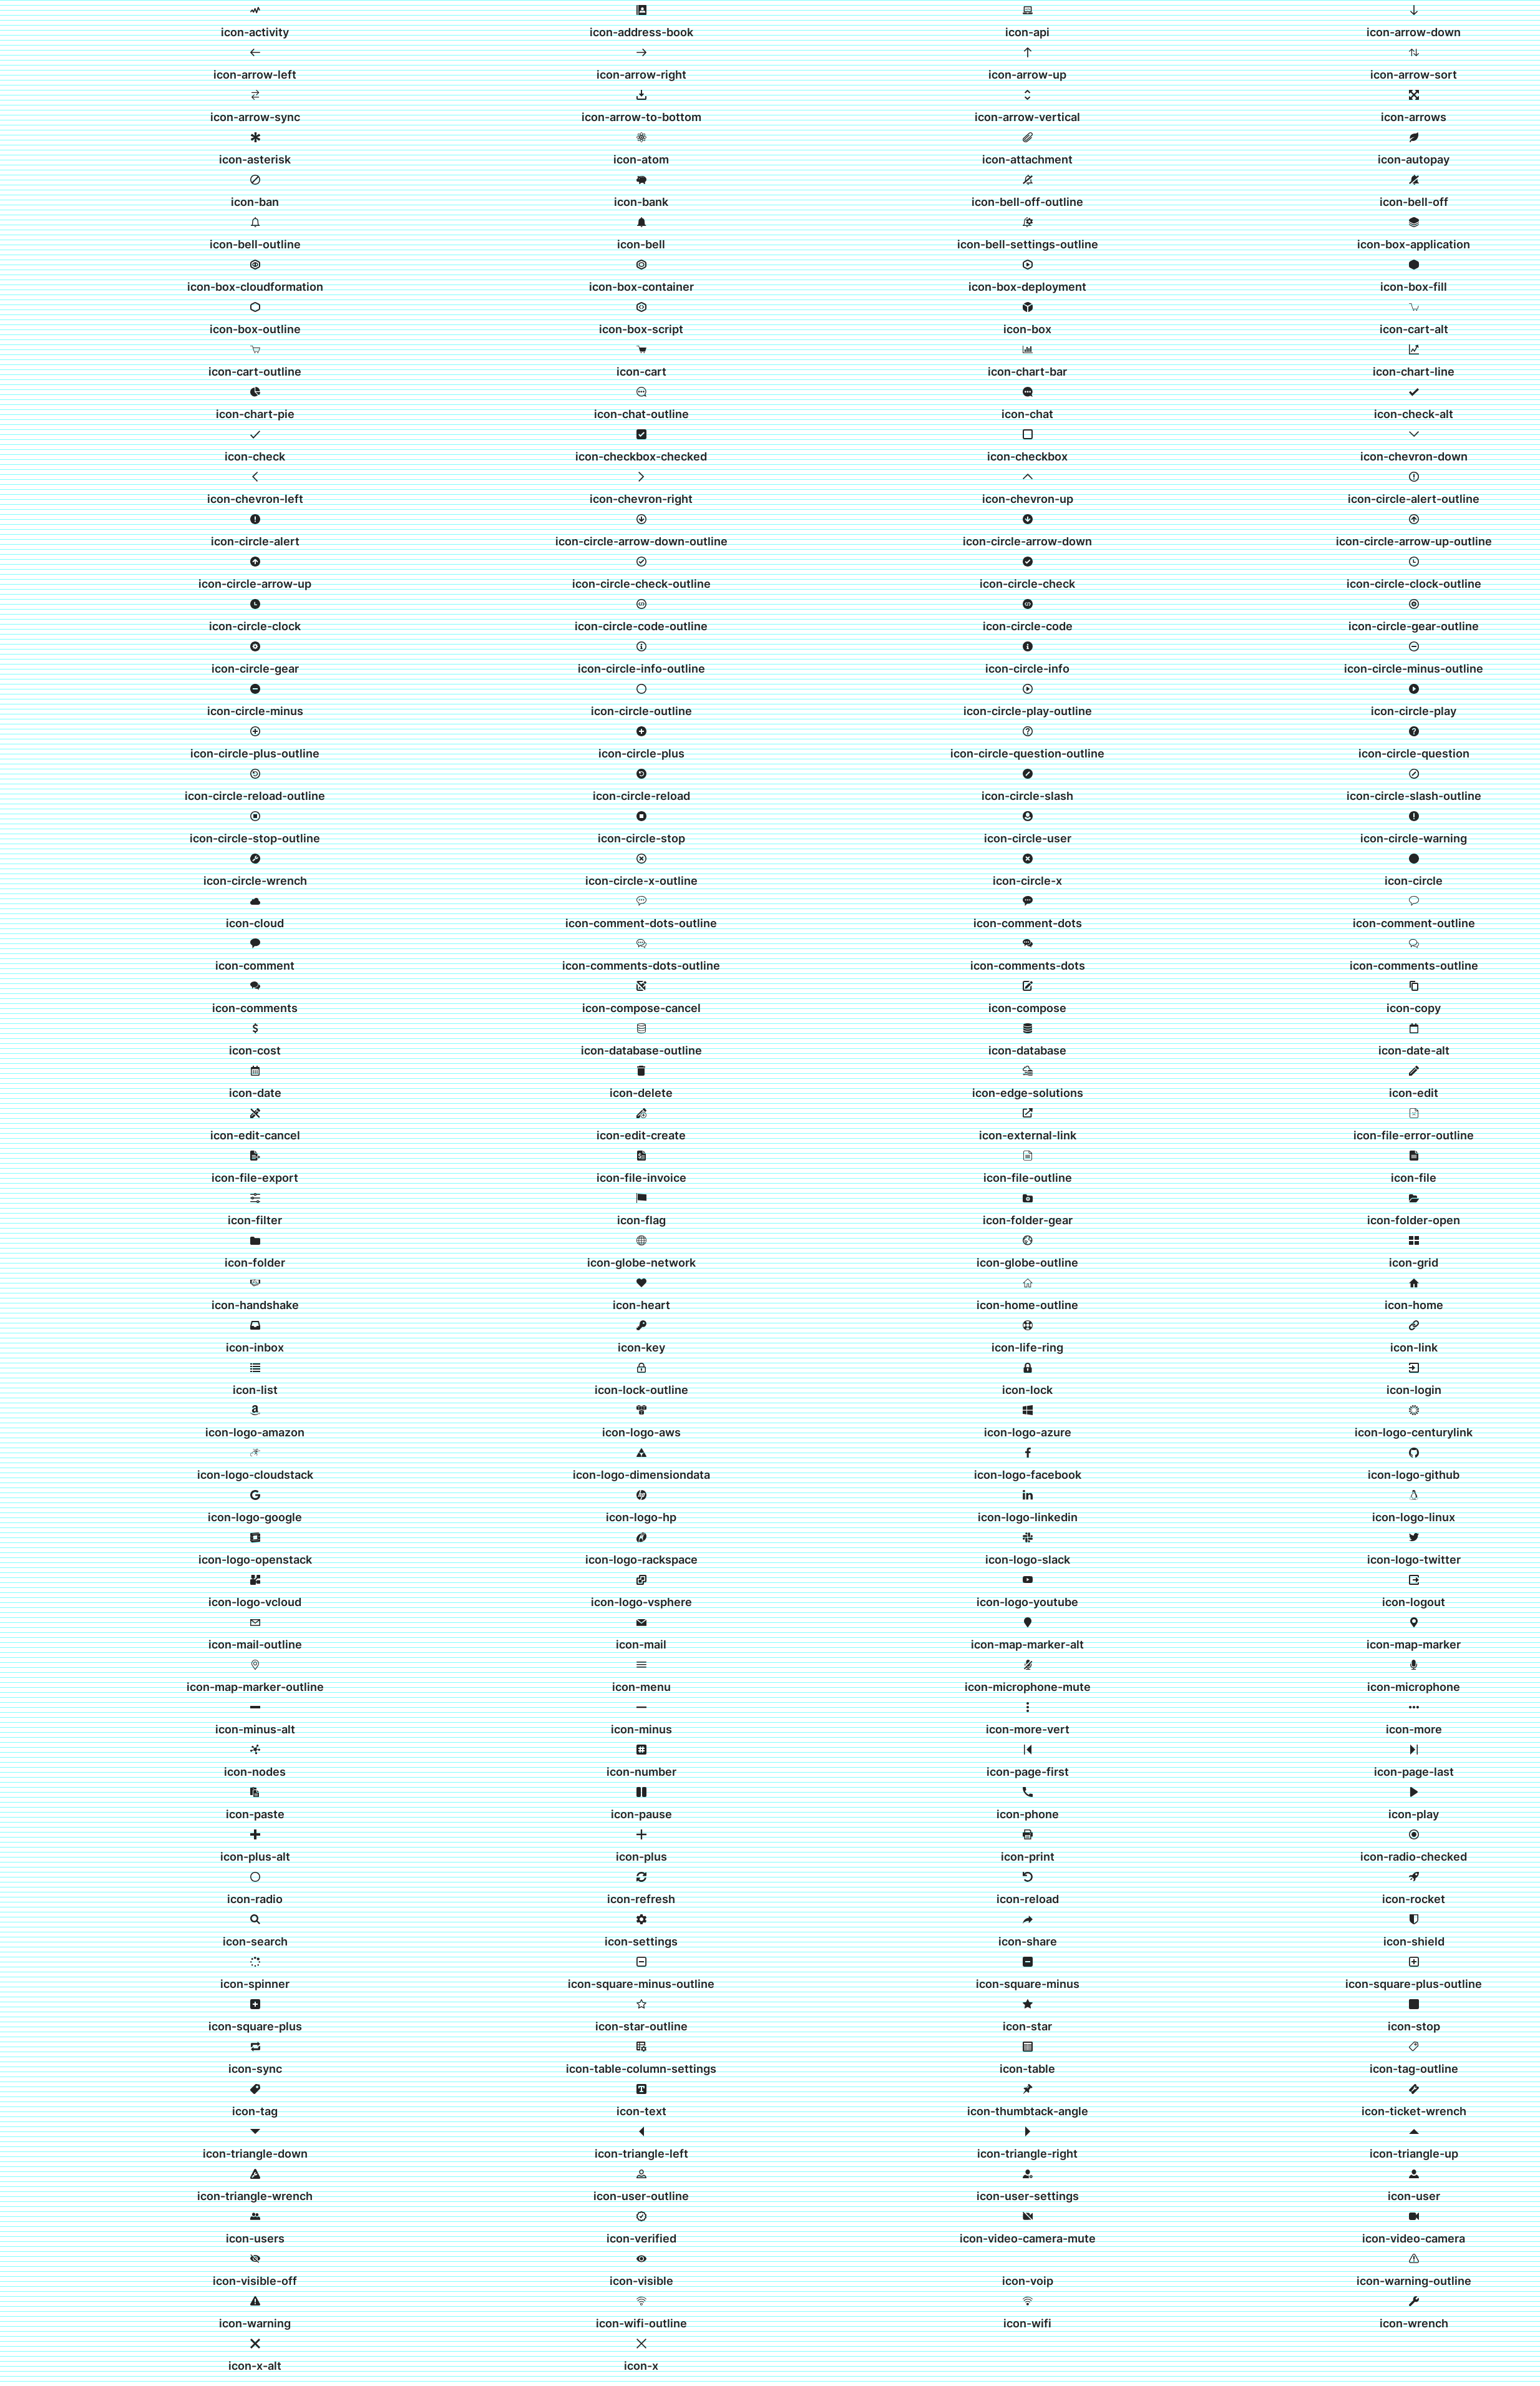 icon-activity icon-address-book icon-api icon-arrow-down
icon-arrow-left icon-arrow-right icon-arrow-up icon-arrow-sort
icon-arrow-sync icon-arrow-to-bottom icon-arrow-vertical icon-arrows
icon-asterisk icon-atom icon-attachment icon-autopay
icon-ban icon-bank icon-bell-off-outline icon-bell-off
icon-bell-outline icon-bell icon-bell-settings-outline icon-box-application
icon-box-cloudformation icon-box-container icon-box-deployment icon-box-fill
icon-box-outline icon-box-script icon-box icon-cart-alt
icon-cart-outline icon-cart icon-chart-bar icon-chart-line
icon-chart-pie icon-chat-outline icon-chat icon-check-alt
icon-check icon-checkbox-checked icon-checkbox icon-chevron-down
icon-chevron-left icon-chevron-right icon-chevron-up icon-circle-alert-outline
icon-circle-alert icon-circle-arrow-down-outline icon-circle-arrow-down icon-circle-arrow-up-outline
icon-circle-arrow-up icon-circle-check-outline icon-circle-check icon-circle-clock-outline
icon-circle-clock icon-circle-code-outline icon-circle-code icon-circle-gear-outline
icon-circle-gear icon-circle-info-outline icon-circle-info icon-circle-minus-outline
icon-circle-minus icon-circle-outline icon-circle-play-outline icon-circle-play
icon-circle-plus-outline icon-circle-plus icon-circle-question-outline icon-circle-question
icon-circle-reload-outline icon-circle-reload icon-circle-slash icon-circle-slash-outline
icon-circle-stop-outline icon-circle-stop icon-circle-user icon-circle-warning
icon-circle-wrench icon-circle-x-outline icon-circle-x icon-circle
icon-cloud icon-comment-dots-outline icon-comment-dots icon-comment-outline
icon-comment icon-comments-dots-outline icon-comments-dots icon-comments-outline
icon-comments icon-compose-cancel icon-compose icon-copy
icon-cost icon-database-outline icon-database icon-date-alt
icon-date icon-delete icon-edge-solutions icon-edit
icon-edit-cancel icon-edit-create icon-external-link icon-file-error-outline
icon-file-export icon-file-invoice icon-file-outline icon-file
icon-filter icon-flag icon-folder-gear icon-folder-open
icon-folder icon-globe-network icon-globe-outline icon-grid
icon-handshake icon-heart icon-home-outline icon-home
icon-inbox icon-key icon-life-ring icon-link
icon-list icon-lock-outline icon-lock icon-login
icon-logo-amazon icon-logo-aws icon-logo-azure icon-logo-centurylink
icon-logo-cloudstack icon-logo-dimensiondata icon-logo-facebook icon-logo-github
icon-logo-google icon-logo-hp icon-logo-linkedin icon-logo-linux
icon-logo-openstack icon-logo-rackspace icon-logo-slack icon-logo-twitter
icon-logo-vcloud icon-logo-vsphere icon-logo-youtube icon-logout
icon-mail-outline icon-mail icon-map-marker-alt icon-map-marker
icon-map-marker-outline icon-menu icon-microphone-mute icon-microphone
icon-minus-alt icon-minus icon-more-vert icon-more
icon-nodes icon-number icon-page-first icon-page-last
icon-paste icon-pause icon-phone icon-play
icon-plus-alt icon-plus icon-print icon-radio-checked
icon-radio icon-refresh icon-reload icon-rocket
icon-search icon-settings icon-share icon-shield
icon-spinner icon-square-minus-outline icon-square-minus icon-square-plus-outline
icon-square-plus icon-star-outline icon-star icon-stop
icon-sync icon-table-column-settings icon-table icon-tag-outline
icon-tag icon-text icon-thumbtack-angle icon-ticket-wrench
icon-triangle-down icon-triangle-left icon-triangle-right icon-triangle-up
icon-triangle-wrench icon-user-outline icon-user-settings icon-user
icon-users icon-verified icon-video-camera-mute icon-video-camera
icon-visible-off icon-visible icon-voip icon-warning-outline
icon-warning icon-wifi-outline icon-wifi icon-wrench
icon-x-alt icon-x